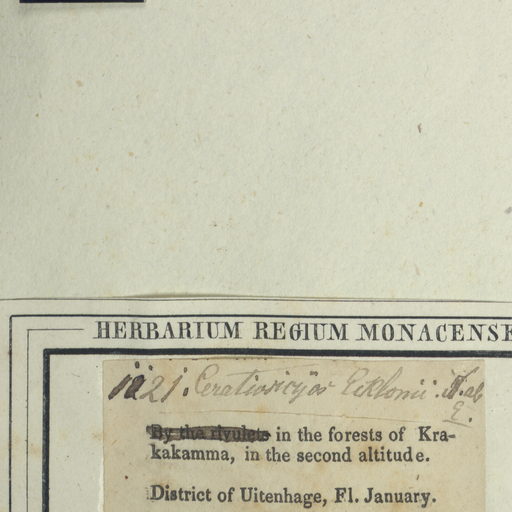 HERBARIUM REGIUM MONACENSE
1121. Ceratiosicyos Ecklonii
E.
By the rivulets in the forests of Kra-
kakamma, in the second altitude.
District of Uitenhage, Fl. January.